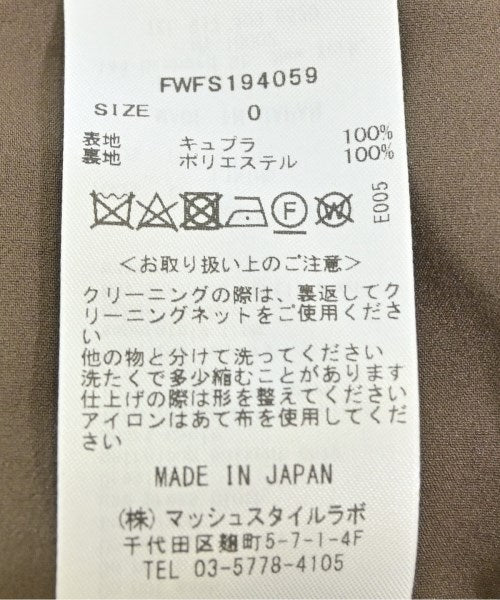 FWFS194059
SIZE 0
表地 キュプラ 100%
裏地 ポリエステル 100%
F W E005
＜お取り扱い上のご注意＞
クリーニングの際は、裏返してク
リーニングネットをご使用くださ
い
他の物と分けて洗ってください
洗たくで多少縮むことがあります
仕上げの際は形を整えてください
アイロンはあて布を使用してくだ
さい
MADE IN JAPAN
(株) マッシュスタイルラボ
千代田区麹町5-7-1-4F
TEL 03-5778-4105